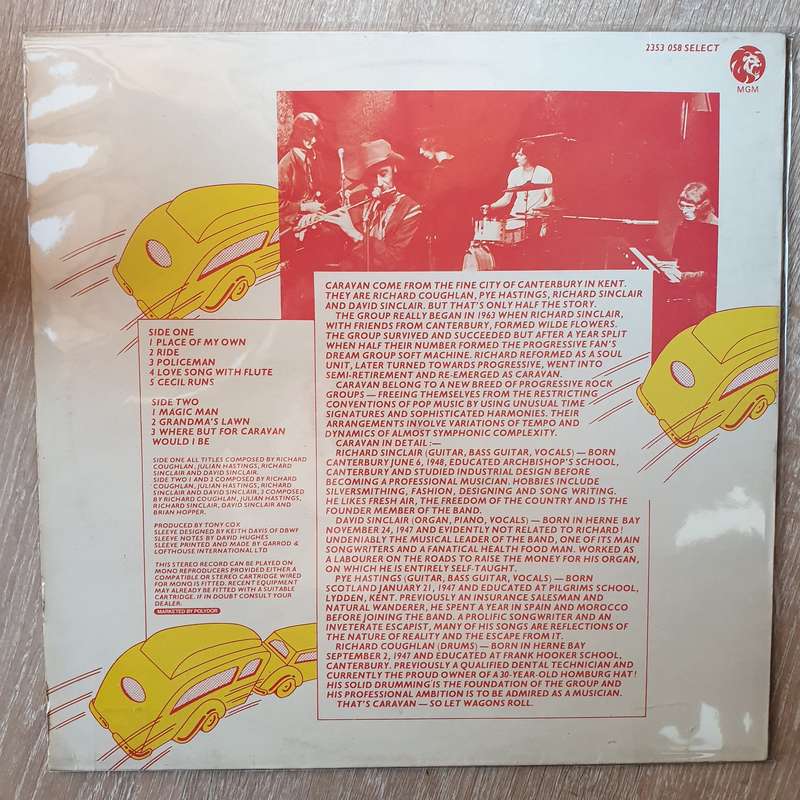 2353 058 SELECT
MGM
CARAVAN COME FROM THE FINE CITY OF CANTERBURY IN KENT.
THEY ARE RICHARD COUGHLAN, PYE HASTINGS, RICHARD SINCLAIR
AND DAVID SINCLAIR. BUT THAT'S ONLY HALF THE STORY.
THE GROUP REALLY BEGAN IN 1963 WHEN RICHARD SINCLAIR,
WITH FRIENDS FROM CANTERBURY, FORMED WILDE FLOWERS.
THE GROUP SURVIVED AND SUCCEEDED BUT AFTER A YEAR SPLIT
WHEN HALF THEIR NUMBER FORMED THE PROGRESSIVE FAN'S
DREAM GROUP SOFT MACHINE. RICHARD REFORMED AS A SOUL
UNIT, LATER TURNED TOWARDS PROGRESSIVE, WENT INTO
SEMI-RETIREMENT AND RE-EMERGED AS CARAVAN.
CARAVAN BELONG TO A NEW BREED OF PROGRESSIVE ROCK
GROUPS — FREEING THEMSELVES FROM THE RESTRICTING
CONVENTIONS OF POP MUSIC BY USING UNUSUAL TIME
SIGNATURES AND SOPHISTICATED HARMONIES. THEIR
ARRANGEMENTS INVOLVE VARIATIONS OF TEMPO AND
DYNAMICS OF ALMOST SYMPHONIC COMPLEXITY.
CARAVAN IN DETAIL :—
RICHARD SINCLAIR (GUITAR, BASS GUITAR, VOCALS) — BORN
CANTERBURY JUNE 6, 1948, EDUCATED ARCHBISHOP'S SCHOOL,
CANTERBURY AND STUDIED INDUSTRIAL DESIGN BEFORE
BECOMING A PROFESSIONAL MUSICIAN. HOBBIES INCLUDE
SILVERSMITHING, FASHION, DESIGNING AND SONG WRITING.
HE LIKES FRESH AIR, THE FREEDOM OF THE COUNTRY AND IS THE
FOUNDER MEMBER OF THE BAND.
DAVID SINCLAIR (ORGAN, PIANO, VOCALS) — BORN IN HERNE BAY
NOVEMBER 24, 1947 AND EVIDENTLY NOT RELATED TO RICHARD !
UNDENIABLY THE MUSICAL LEADER OF THE BAND, ONE OF ITS MAIN
SONGWRITERS AND A FANATICAL HEALTH FOOD MAN. WORKED AS
A LABOURER ON THE ROADS TO RAISE THE MONEY FOR HIS ORGAN,
ON WHICH HE IS ENTIRELY SELF-TAUGHT.
PYE HASTINGS (GUITAR, BASS GUITAR, VOCALS) — BORN
SCOTLAND JANUARY 21, 1947 AND EDUCATED AT PILGRIMS SCHOOL,
LYDDEN, KENT. PREVIOUSLY AN INSURANCE SALESMAN AND
NATURAL WANDERER, HE SPENT A YEAR IN SPAIN AND MOROCCO
BEFORE JOINING THE BAND. A PROLIFIC SONGWRITER AND AN
INVETERATE ESCAPIST, MANY OF HIS SONGS ARE REFLECTIONS OF
THE NATURE OF REALITY AND THE ESCAPE FROM IT.
RICHARD COUGHLAN (DRUMS) — BORN IN HERNE BAY
SEPTEMBER 2, 1947 AND EDUCATED AT FRANK HOOKER SCHOOL,
CANTERBURY. PREVIOUSLY A QUALIFIED DENTAL TECHNICIAN AND
CURRENTLY THE PROUD OWNER OF A 30-YEAR-OLD HOMBURG HAT !
HIS SOLID DRUMMING IS THE FOUNDATION OF THE GROUP AND
HIS PROFESSIONAL AMBITION IS TO BE ADMIRED AS A MUSICIAN.
THAT'S CARAVAN — SO LET WAGONS ROLL.
SIDE ONE
1 PLACE OF MY OWN
2 RIDE
3 POLICEMAN
4 LOVE SONG WITH FLUTE
5 CECIL RUNS
SIDE TWO
1 MAGIC MAN
2 GRANDMA'S LAWN
3 WHERE BUT FOR CARAVAN
WOULD I BE
SIDE ONE ALL TITLES COMPOSED BY RICHARD
COUGHLAN, JULIAN HASTINGS, RICHARD
SINCLAIR AND DAVID SINCLAIR.
SIDE TWO 1 AND 2 COMPOSED BY RICHARD
COUGHLAN, JULIAN HASTINGS, RICHARD
SINCLAIR AND DAVID SINCLAIR, 3 COMPOSED
BY RICHARD COUGHLAN, JULIAN HASTINGS,
RICHARD SINCLAIR, DAVID SINCLAIR AND
BRIAN HOPPER.
PRODUCED BY TONY COX
SLEEVE DESIGNED BY KEITH DAVIS OF DBWF
SLEEVE NOTES BY DAVID HUGHES
SLEEVE PRINTED AND MADE BY GARROD &
LOFTHOUSE INTERNATIONAL LTD
THIS STEREO RECORD CAN BE PLAYED ON
MONO REPRODUCERS PROVIDED EITHER A
COMPATIBLE OR STEREO CARTRIDGE WIRED
FOR MONO IS FITTED. RECENT EQUIPMENT
MAY ALREADY BE FITTED WITH A SUITABLE
CARTRIDGE. IF IN DOUBT CONSULT YOUR
DEALER.
MARKETED BY POLYDOR